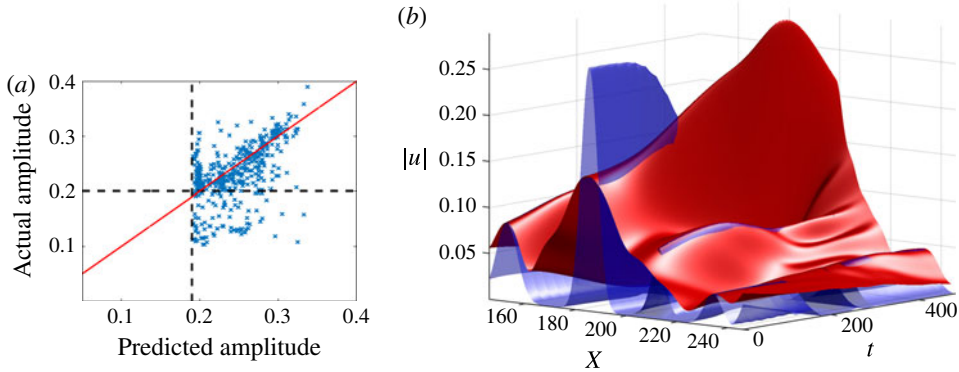 (a)
0.4
0.3
0.2
0.1
Actual amplitude
0.1 0.2 0.3 0.4
Predicted amplitude
(b)
0.25
0.20
0.15
0.10
0.05
|u|
160 180 200 220 240
X
0 200 400
t